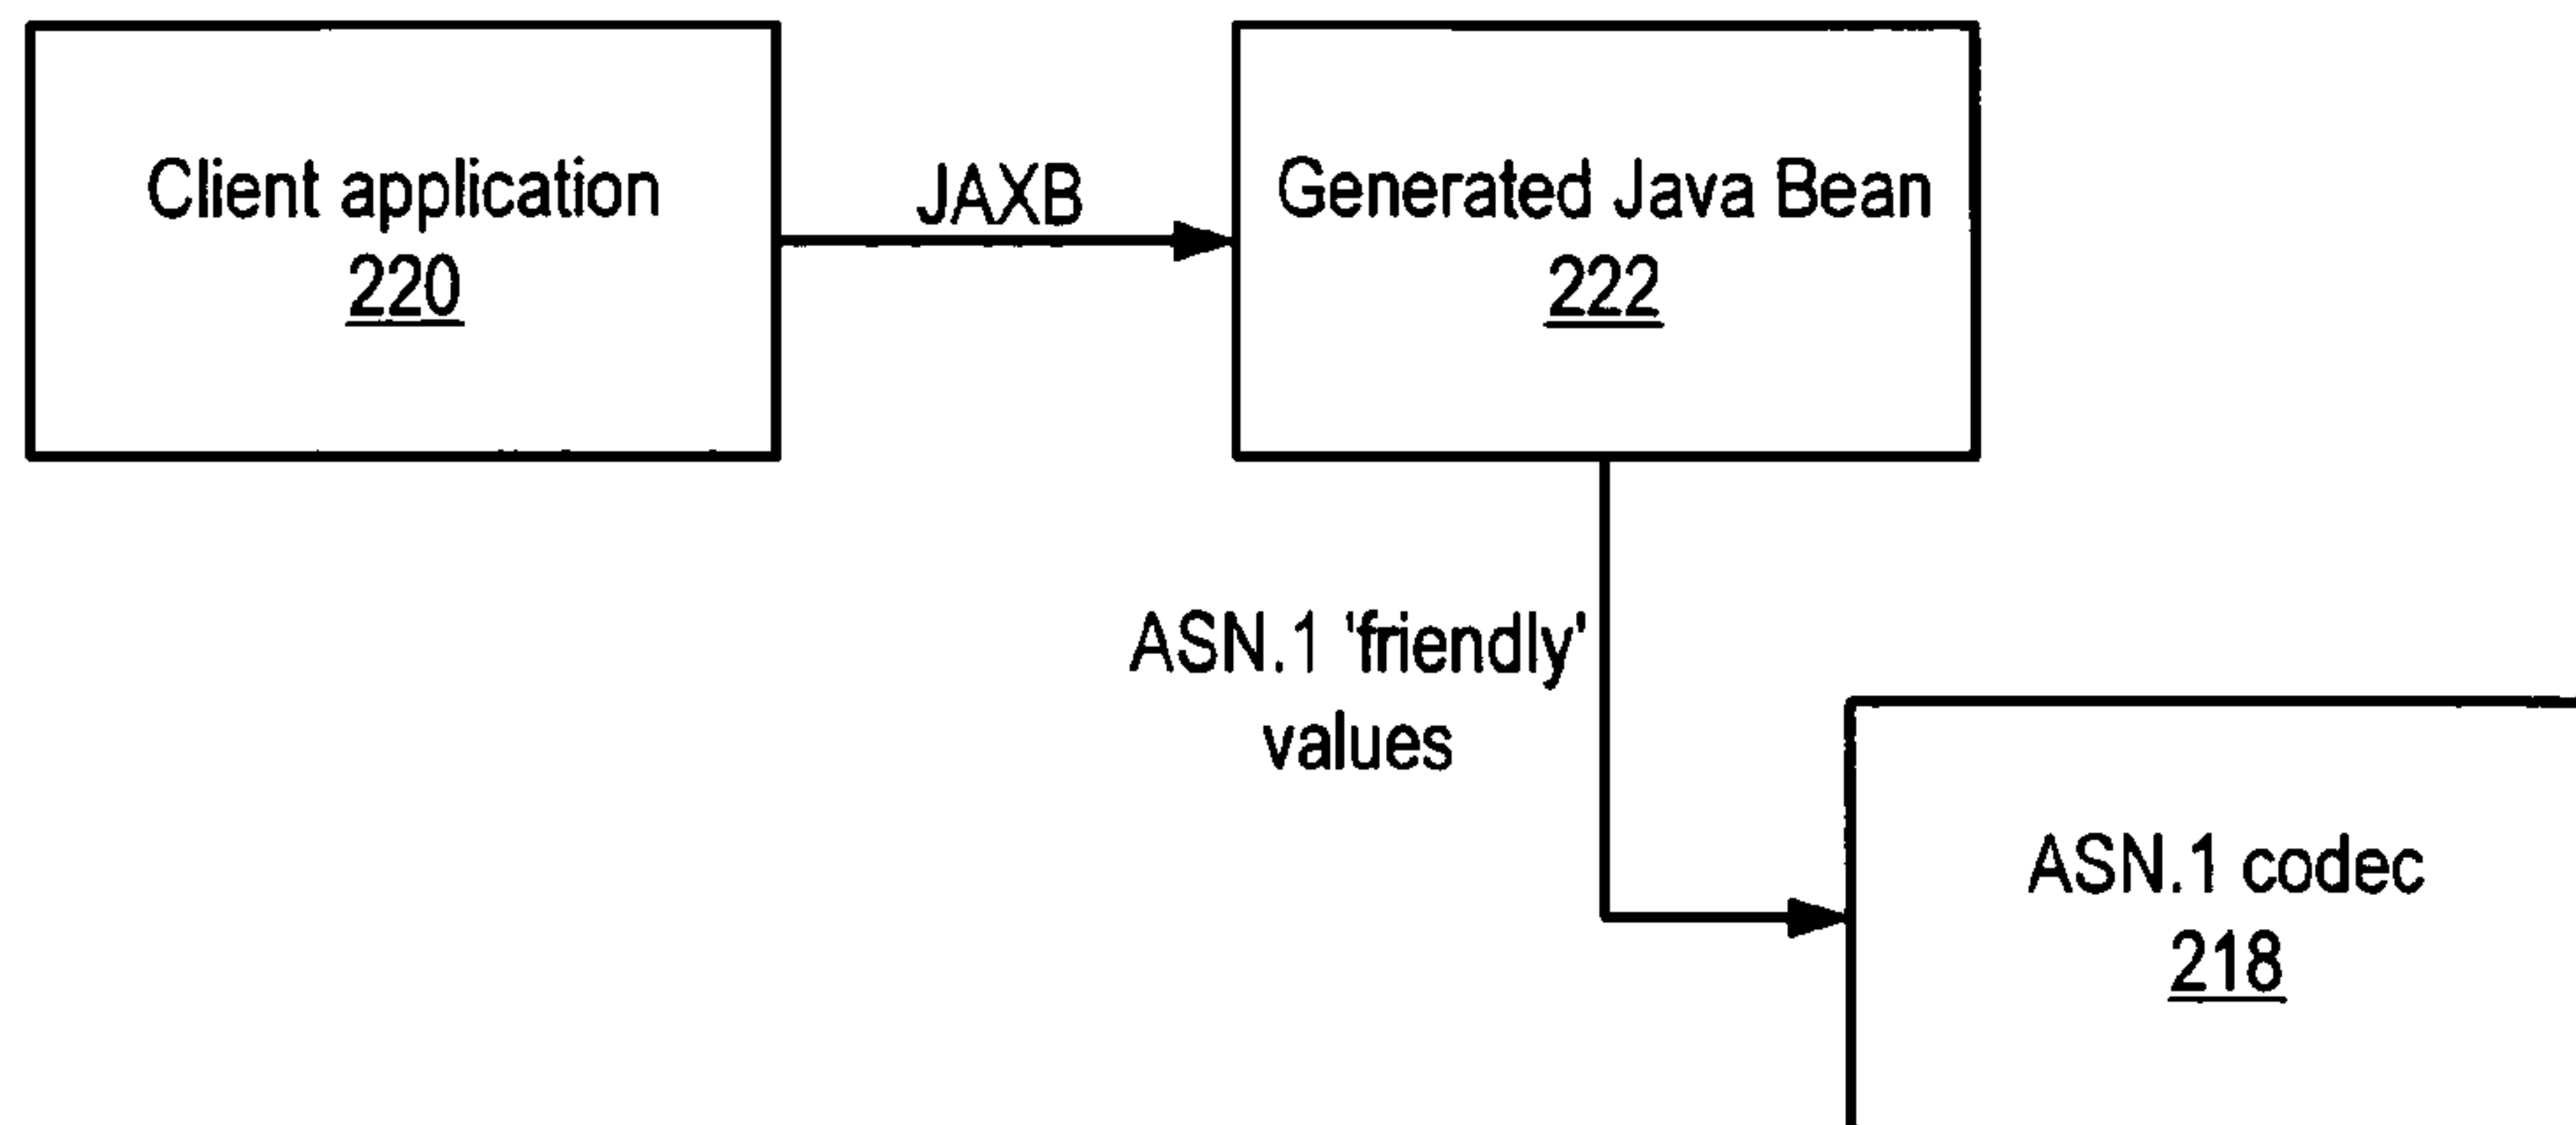 Client application
220
JAXB
Generated Java Bean
222
ASN.1 'friendly'
values
ASN.1 codec
218